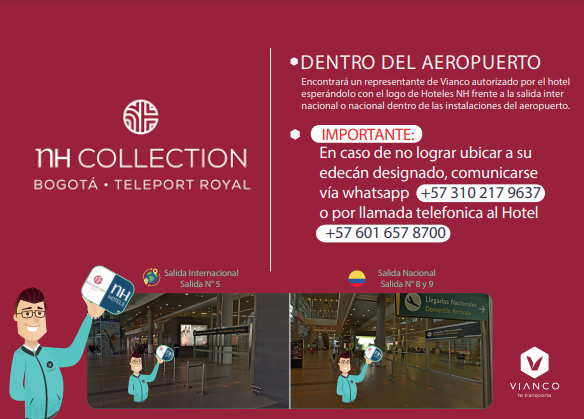 nH COLLECTION
BOGOTÁ • TELEPORT ROYAL
DENTRO DEL AEROPUERTO
Encontrará un representante de Vianco autorizado por el hotel
esperándolo con el logo de Hoteles NH frente a la salida inter
nacional o nacional dentro de las instalaciones del aeropuerto.
IMPORTANTE:
En caso de no lograr ubicar a su
edecán designado, comunicarse
vía whatsapp +57 310 217 9637
o por llamada telefonica al Hotel
+57 601 657 8700
Salida Internacional
Salida N° 5
Salida Nacional
Salida N° 8 y 9
nH
HOTELS
Llegadas Nacionales
Domestic Arrivals
VIANCO
te transporta